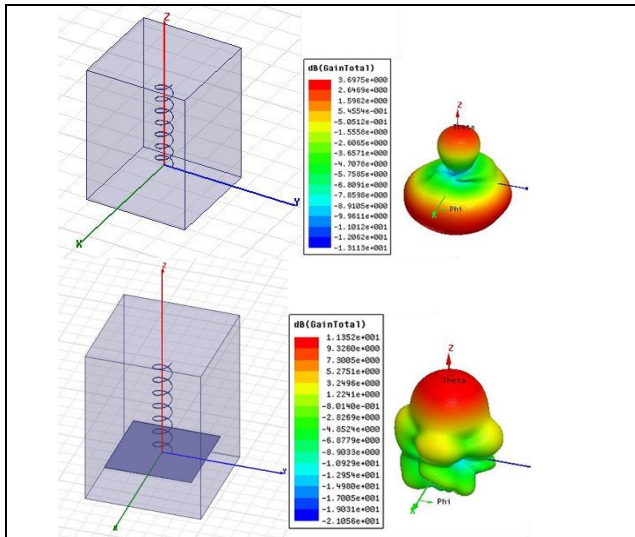 Z
Y
X
dB(GainTotal)
3.6975e+000
2.6469e+000
1.5962e+000
5.4554e-001
-5.0512e-001
-1.5558e+000
-2.6065e+000
-3.6571e+000
-4.7078e+000
-5.7585e+000
-6.8091e+000
-7.8598e+000
-8.9105e+000
-9.9611e+000
-1.1012e+001
-1.2062e+001
-1.3113e+001
Z
Theta
Phi
X
Z
Y
X
dB(GainTotal)
1.1352e+001
9.3260e+000
7.3005e+000
5.2751e+000
3.2496e+000
1.2241e+000
-8.0140e-001
-2.8269e+000
-4.8524e+000
-6.8779e+000
-8.9033e+000
-1.0929e+001
-1.2954e+001
-1.4980e+001
-1.7005e+001
-1.9031e+001
-2.1056e+001
Z
Theta
Phi
X